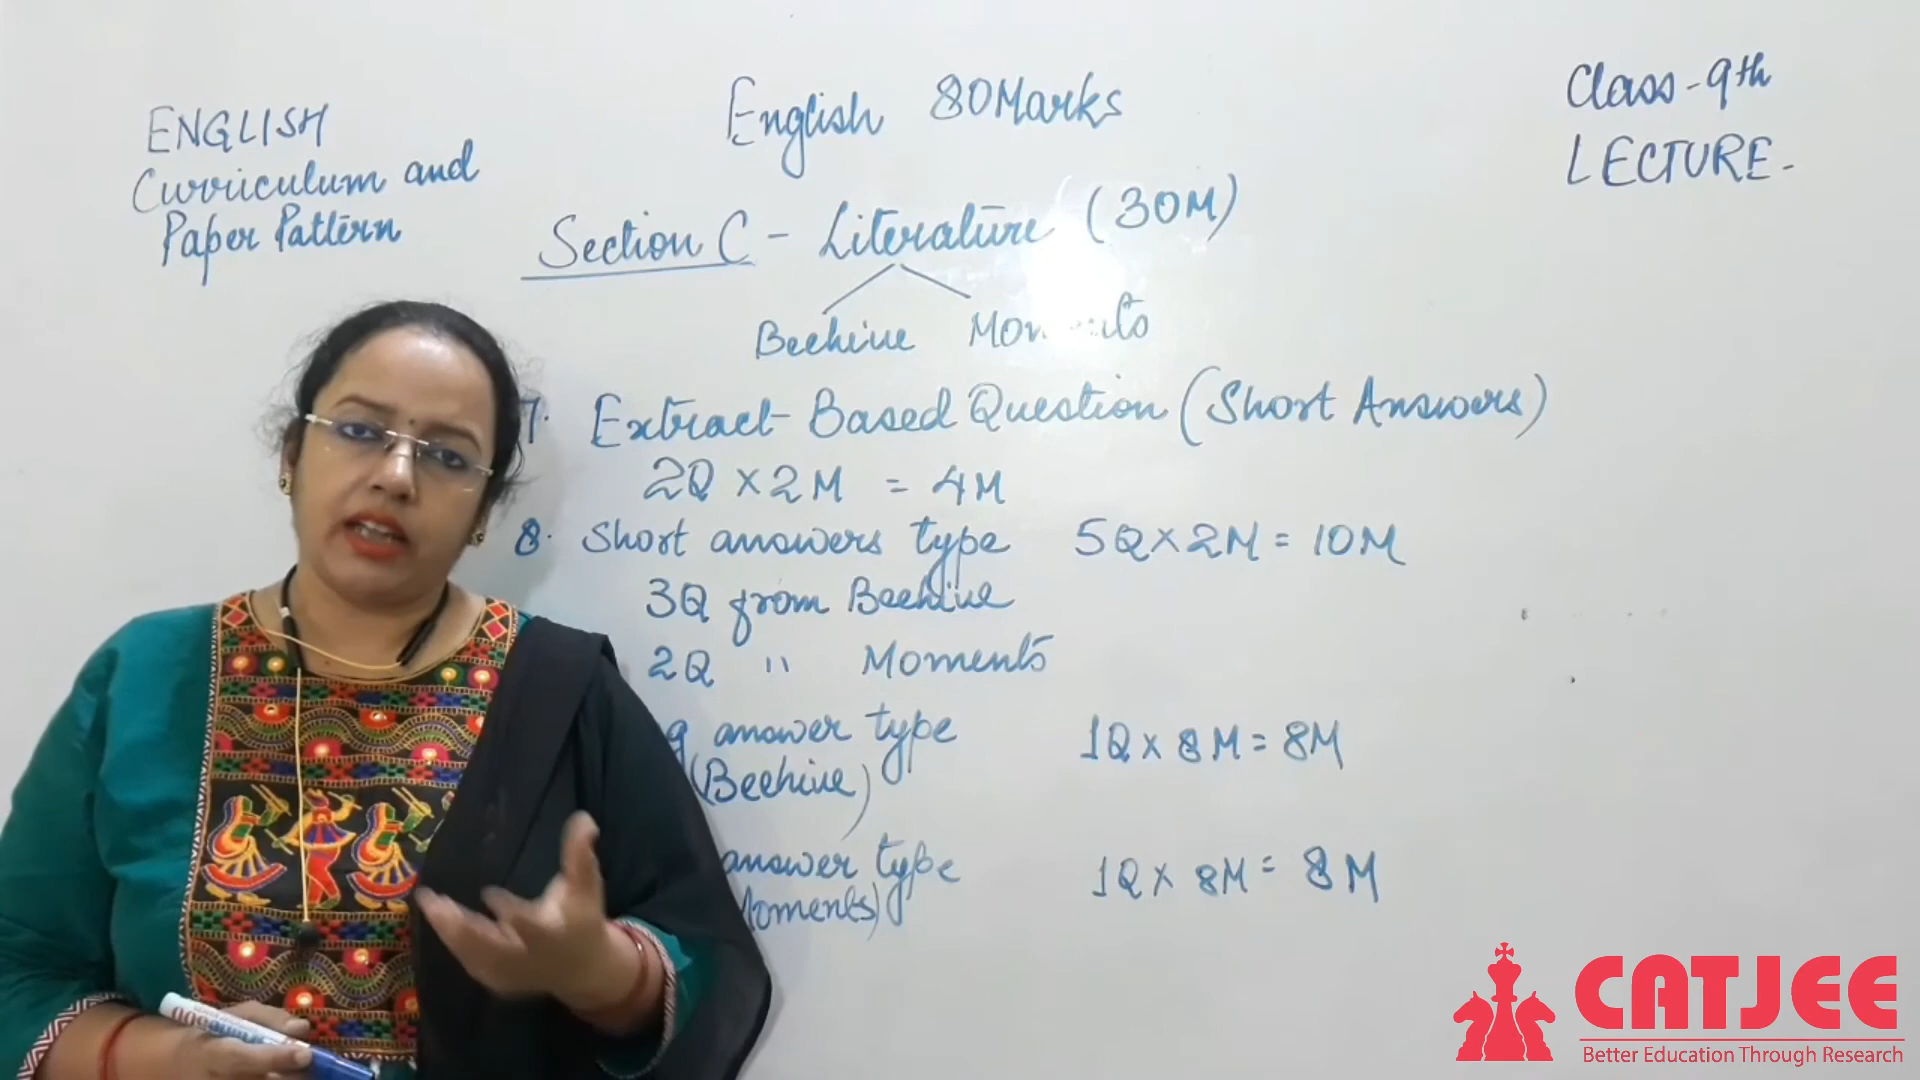 ENGLISH
Curriculum and
Paper Pattern
English 80Marks
Class-9th
LECTURE-
Section C - Literature (30M)
Beehive
7. Extract-Based Question (Short Answers)
2Q × 2M = 4M
8. Short answers type 5Q × 2M = 10M
3Q from Beehive
2Q " Moments
answer type 1Q × 8M = 8M
(Beehive)
answer type 1Q × 8M = 8M
CATJEE
Better Education Through Research